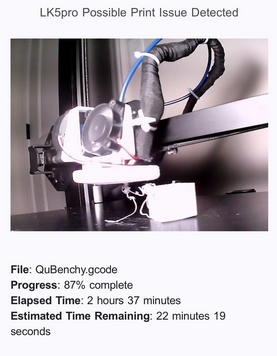 LK5pro Possible Print Issue Detected
File: QuBenchy.gcode
Progress: 87% complete
Elapsed Time: 2 hours 37 minutes
Estimated Time Remaining: 22 minutes 19
seconds